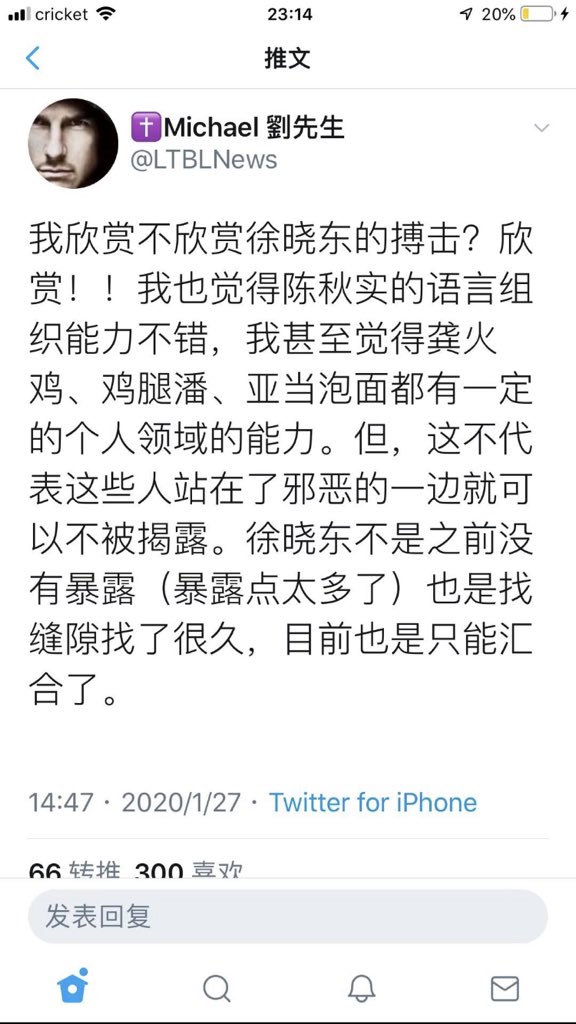 cricket 23:14 20%
推文
✝️Michael 劉先生
@LTBLNews
我欣赏不欣赏徐晓东的搏击？欣
赏！！我也觉得陈秋实的语言组
织能力不错，我甚至觉得龚火
鸡、鸡腿潘、亚当泡面都有一定
的个人领域的能力。但，这不代
表这些人站在了邪恶的一边就可
以不被揭露。徐晓东不是之前没
有暴露（暴露点太多了）也是找
缝隙找了很久，目前也是只能汇
合了。
14:47 · 2020/1/27 · Twitter for iPhone
66 转推 300 喜欢
发表回复